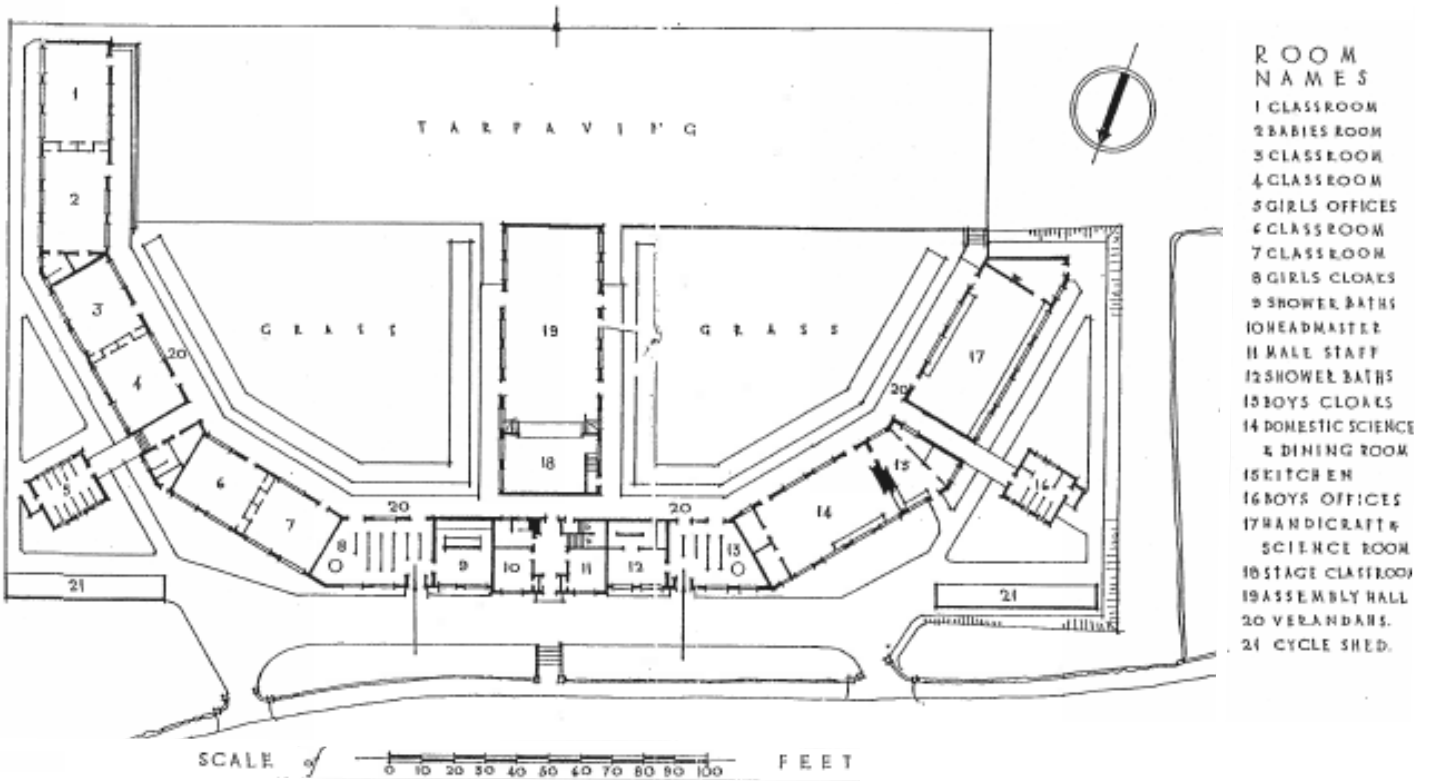 TARPAVING
1
2
3
4
5
6
7
8
9
10
11
12
13
14
15
16
17
18
19
20
20
20
20
21
21
GRASS
GRASS
ROOM
NAMES
1 CLASSROOM
2 BABIES ROOM
3 CLASSROOM
4 CLASSROOM
5 GIRLS OFFICES
6 CLASSROOM
7 CLASSROOM
8 GIRLS CLOAKS
9 SHOWER BATHS
10 HEADMASTER
11 MALE STAFF
12 SHOWER BATHS
13 BOYS CLOAKS
14 DOMESTIC SCIENCE
& DINING ROOM
15 KITCHEN
16 BOYS OFFICES
17 HANDICRAFT &
SCIENCE ROOM
18 STAGE CLASSROOM
19 ASSEMBLY HALL
20 VERANDAHS.
21 CYCLE SHED.
SCALE of
0 10 20 30 40 50 60 70 80 90 100
FEET